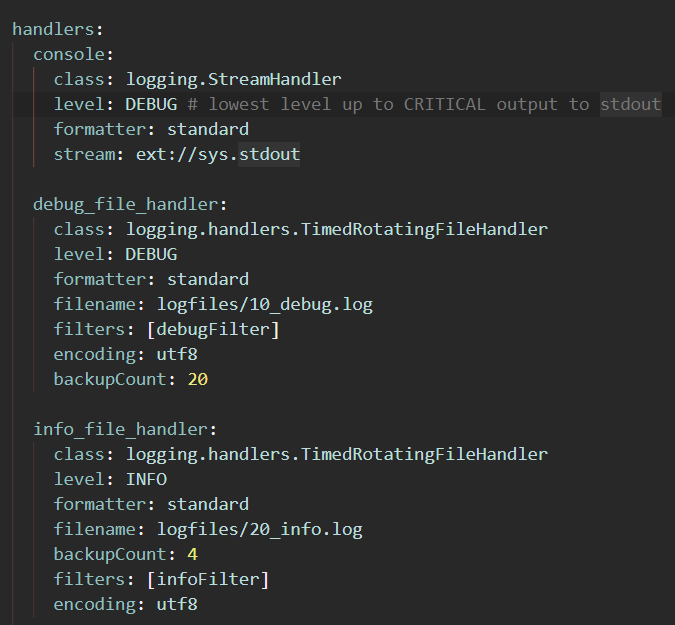 handlers:
  console:
    class: logging.StreamHandler
    level: DEBUG # lowest level up to CRITICAL output to stdout
    formatter: standard
    stream: ext://sys.stdout

  debug_file_handler:
    class: logging.handlers.TimedRotatingFileHandler
    level: DEBUG
    formatter: standard
    filename: logfiles/10_debug.log
    filters: [debugFilter]
    encoding: utf8
    backupCount: 20

  info_file_handler:
    class: logging.handlers.TimedRotatingFileHandler
    level: INFO
    formatter: standard
    filename: logfiles/20_info.log
    backupCount: 4
    filters: [infoFilter]
    encoding: utf8